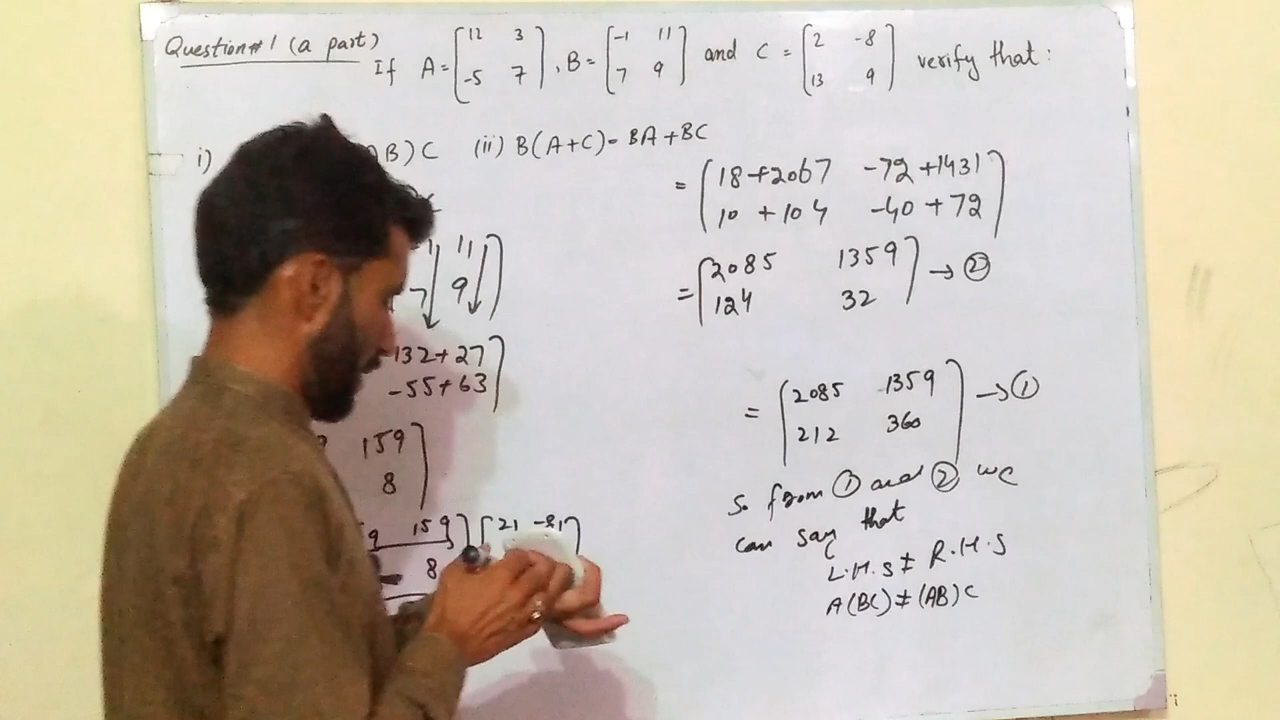 Question#1 (a part)
If A = [12 3 -5 7], B = [-1 11 7 9] and C = [2 -8 13 9] verify that:
i) AB)C (ii) B(A+C) = BA + BC
= [18+2067 -72+1431
10 + 104 -40 + 72]
= [2085 1359
124 32] → ②
11
9
132+27
-55+63
159
8
9 159] [21 -81]
8
= [2085 1359
212 360] → ①
So from ① and ② we
can say that
L.H.S ≠ R.H.S
A(BC) ≠ (AB)C